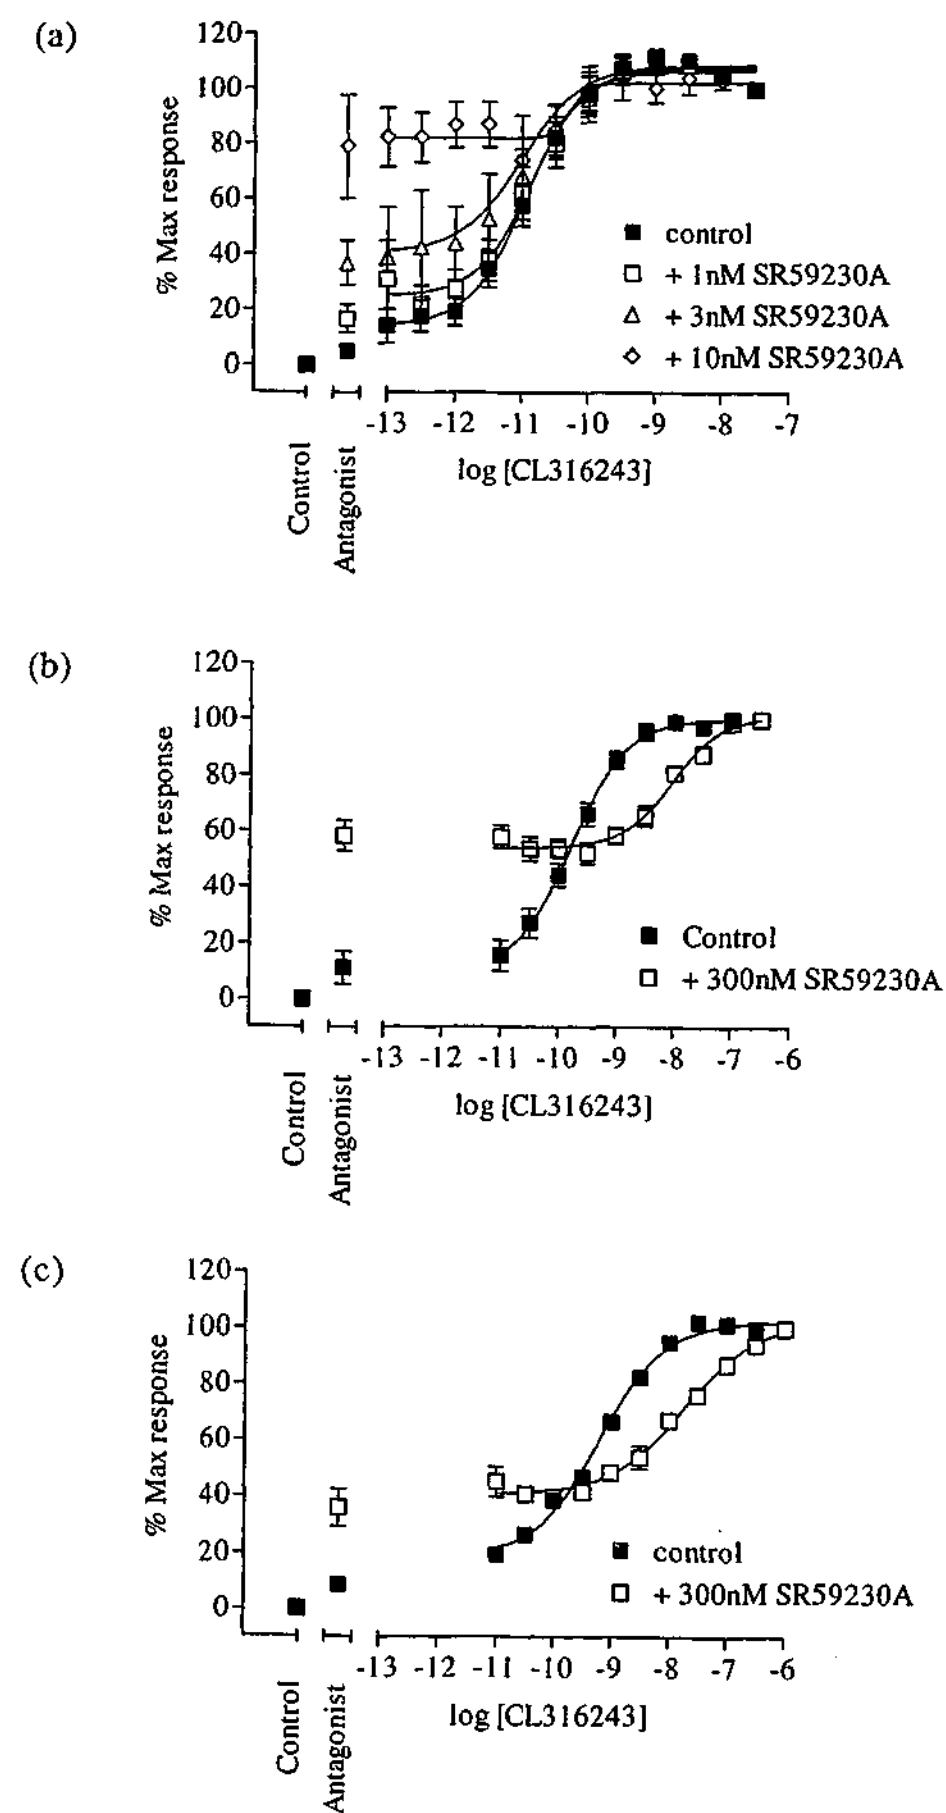 (a)
120
100
80
60
40
20
0
% Max response
control
+ 1nM SR59230A
+ 3nM SR59230A
+ 10nM SR59230A
-13 -12 -11 -10 -9 -8 -7
log [CL316243]
Control
Antagonist
(b)
120
100
80
60
40
20
0
% Max response
Control
+ 300nM SR59230A
-13 -12 -11 -10 -9 -8 -7 -6
log [CL316243]
Control
Antagonist
(c)
120
100
80
60
40
20
0
% Max response
control
+ 300nM SR59230A
-13 -12 -11 -10 -9 -8 -7 -6
log [CL316243]
Control
Antagonist